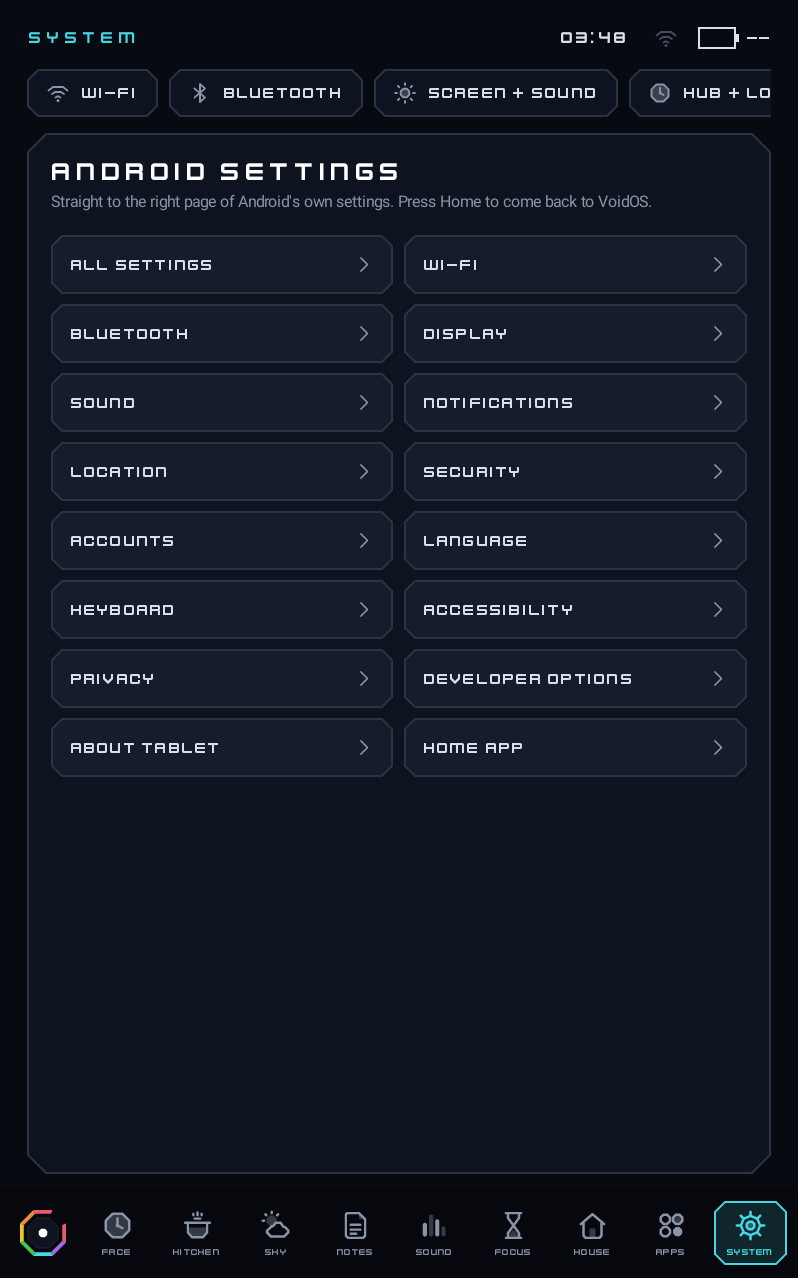 SYSTEM 03:48 --
WI-FI BLUETOOTH SCREEN + SOUND HUB + LO
ANDROID SETTINGS
Straight to the right page of Android's own settings. Press Home to come back to VoidOS.
ALL SETTINGS WI-FI
BLUETOOTH DISPLAY
SOUND NOTIFICATIONS
LOCATION SECURITY
ACCOUNTS LANGUAGE
KEYBOARD ACCESSIBILITY
PRIVACY DEVELOPER OPTIONS
ABOUT TABLET HOME APP
FACE KITCHEN SKY NOTES SOUND FOCUS HOUSE APPS SYSTEM